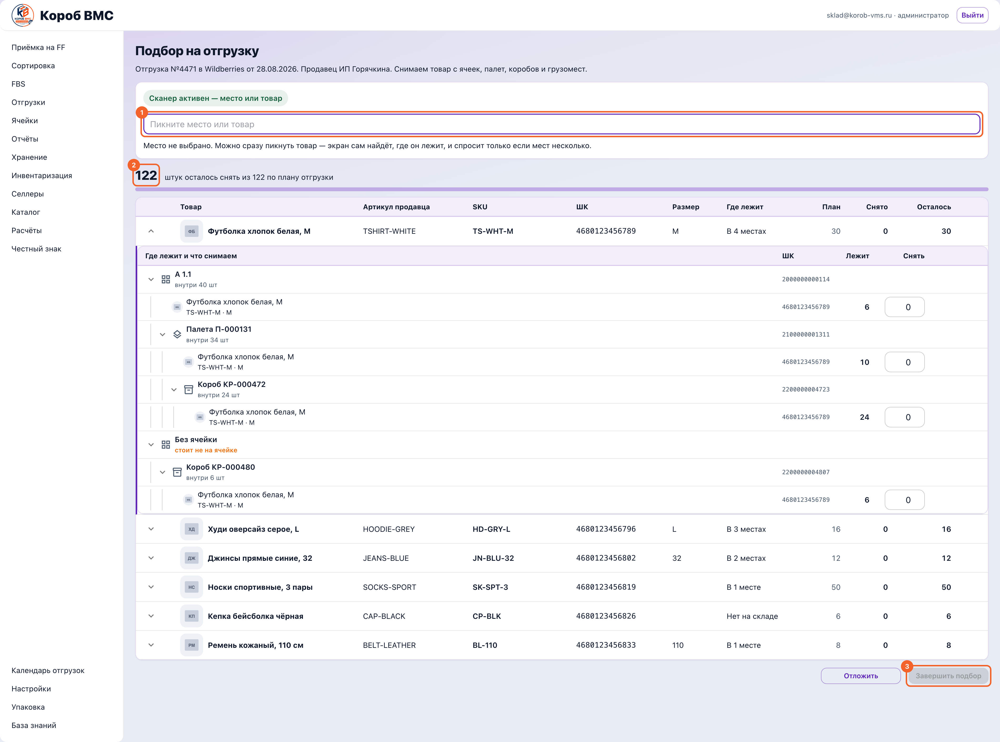 КОРОБ ВМС
Короб ВМС
sklad@korob-vms.ru · администратор
Выйти
Приёмка на FF
Сортировка
FBS
Отгрузки
Ячейки
Отчёты
Хранение
Инвентаризация
Селлеры
Каталог
Расчёты
Честный знак
Календарь отгрузок
Настройки
Упаковка
База знаний
Подбор на отгрузку
Отгрузка №4471 в Wildberries от 28.08.2026. Продавец ИП Горячкина. Снимаем товар с ячеек, палет, коробов и грузомест.
Сканер активен — место или товар
1
Пикните место или товар
Место не выбрано. Можно сразу пикнуть товар — экран сам найдёт, где он лежит, и спросит только если мест несколько.
2
122 штук осталось снять из 122 по плану отгрузки
Товар Артикул продавца SKU ШК Размер Где лежит План Снято Осталось
ФБ Футболка хлопок белая, M TSHIRT-WHITE TS-WHT-M 4680123456789 M В 4 местах 30 0 30
Где лежит и что снимаем ШК Лежит Снять
А 1.1
внутри 40 шт
2000000000114
Футболка хлопок белая, M
TS-WHT-M · M
4680123456789 6 0
Палета П-000131
внутри 34 шт
2100000001311
Футболка хлопок белая, M
TS-WHT-M · M
4680123456789 10 0
Короб КР-000472
внутри 24 шт
2200000004723
Футболка хлопок белая, M
TS-WHT-M · M
4680123456789 24 0
Без ячейки
стоит не на ячейке
Короб КР-000480
внутри 6 шт
2200000004807
Футболка хлопок белая, M
TS-WHT-M · M
4680123456789 6 0
ХД Худи оверсайз серое, L HOODIE-GREY HD-GRY-L 4680123456796 L В 3 местах 16 0 16
ДЖ Джинсы прямые синие, 32 JEANS-BLUE JN-BLU-32 4680123456802 32 В 2 местах 12 0 12
НС Носки спортивные, 3 пары SOCKS-SPORT SK-SPT-3 4680123456819 В 1 месте 50 0 50
КП Кепка бейсболка чёрная CAP-BLACK CP-BLK 4680123456826 Нет на складе 6 0 6
РМ Ремень кожаный, 110 см BELT-LEATHER BL-110 4680123456833 110 В 1 месте 8 0 8
Отложить
3
Завершить подбор